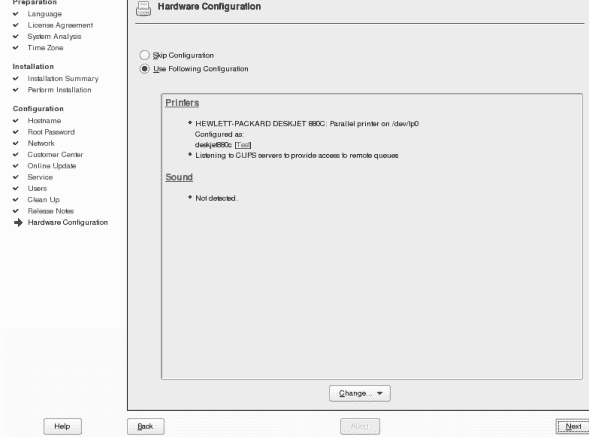 Preparation
Language
License Agreement
System Analysis
Time Zone
Installation
Installation Summary
Perform Installation
Configuration
Hostname
Root Password
Network
Customer Center
Online Update
Service
Users
Clean Up
Release Notes
Hardware Configuration
Hardware Configuration
Skip Configuration
Use Following Configuration
Printers
HEWLETT-PACKARD DESKJET 880C: Parallel printer on /dev/lp0
Configured as:
deskjet880c [Test]
Listening to CUPS servers to provide access to remote queues
Sound
Not detected.
Change...
Help
Back
Abort
Next